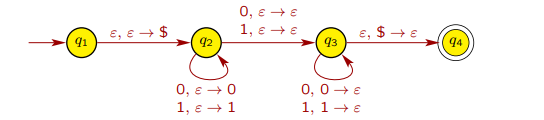 0, ε → ε
1, ε → ε
q1
ε, ε → $
q2
q3
ε, $ → ε
q4
0, ε → 0
1, ε → 1
0, 0 → ε
1, 1 → ε